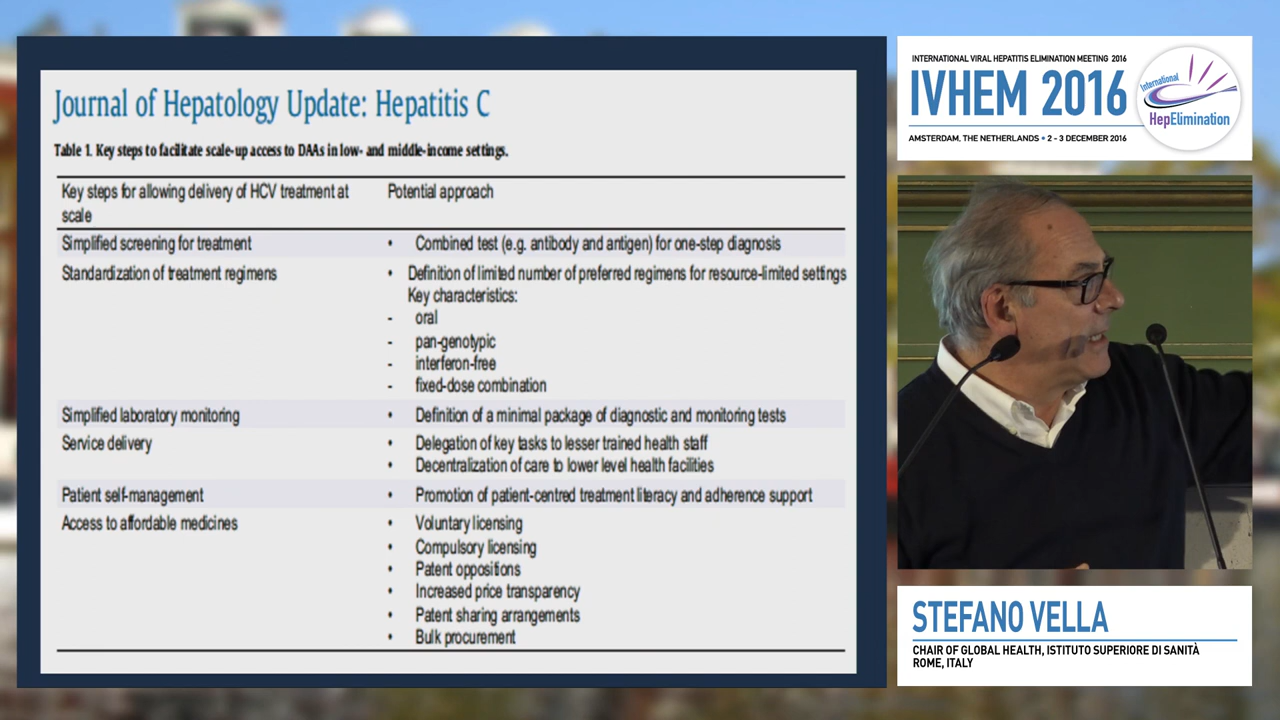 Journal of Hepatology Update: Hepatitis C
Table 1. Key steps to facilitate scale-up access to DAAs in low- and middle-income settings.
Key steps for allowing delivery of HCV treatment at scale
Potential approach
Simplified screening for treatment
• Combined test (e.g. antibody and antigen) for one-step diagnosis
Standardization of treatment regimens
• Definition of limited number of preferred regimens for resource-limited settings
Key characteristics:
- oral
- pan-genotypic
- interferon-free
- fixed-dose combination
Simplified laboratory monitoring
• Definition of a minimal package of diagnostic and monitoring tests
Service delivery
• Delegation of key tasks to lesser trained health staff
• Decentralization of care to lower level health facilities
Patient self-management
• Promotion of patient-centred treatment literacy and adherence support
Access to affordable medicines
• Voluntary licensing
• Compulsory licensing
• Patent oppositions
• Increased price transparency
• Patent sharing arrangements
• Bulk procurement
INTERNATIONAL VIRAL HEPATITIS ELIMINATION MEETING 2016
IVHEM 2016
AMSTERDAM, THE NETHERLANDS • 2 - 3 DECEMBER 2016
International
HepElimination
STEFANO VELLA
CHAIR OF GLOBAL HEALTH, ISTITUTO SUPERIORE DI SANITÀ
ROME, ITALY